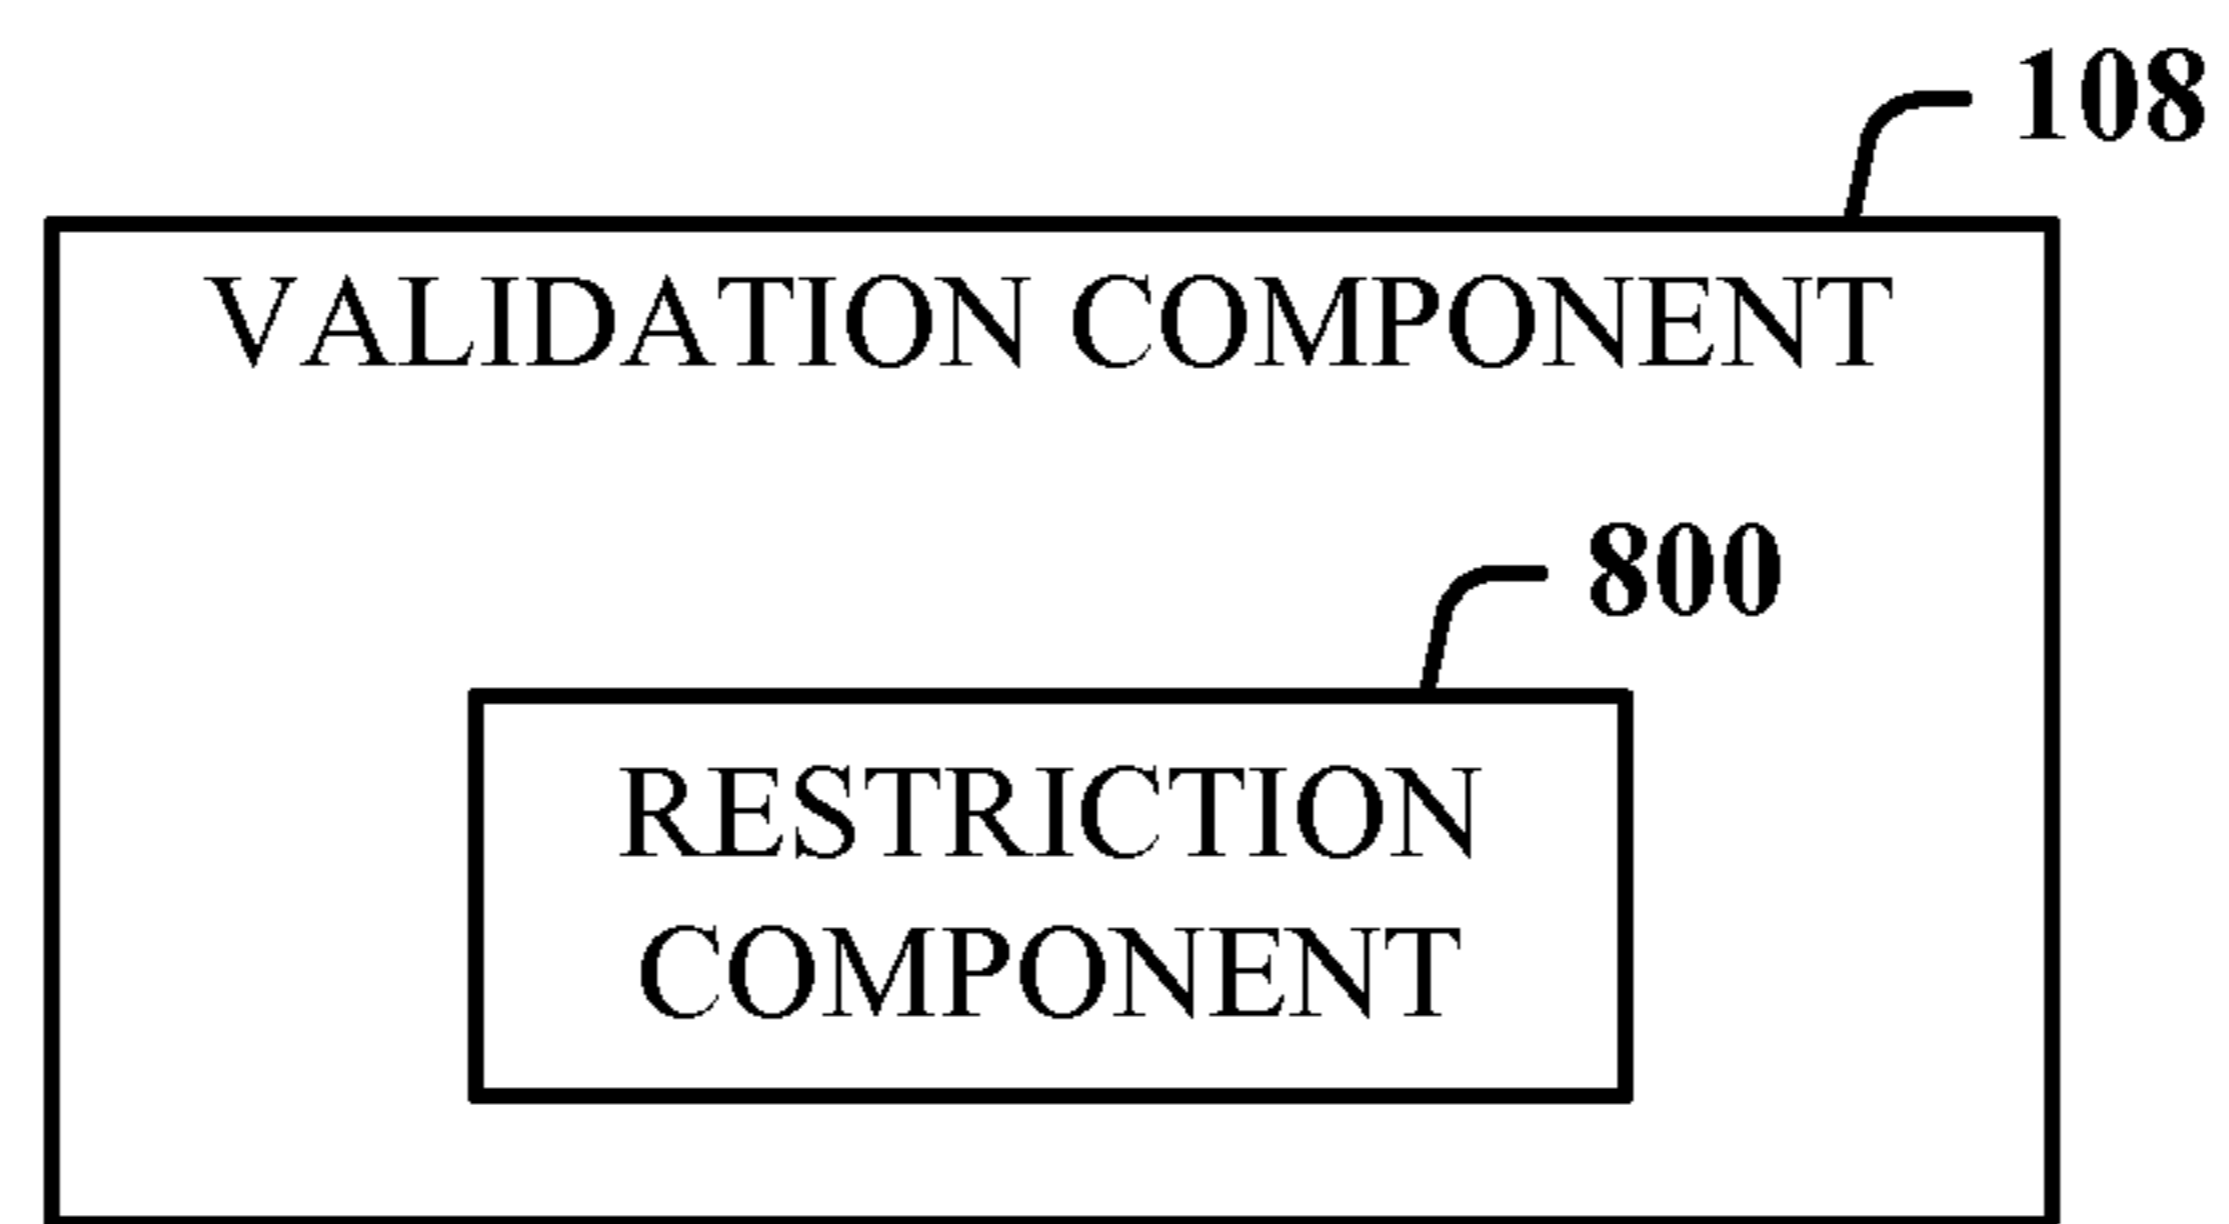 108
VALIDATION COMPONENT
800
RESTRICTION
COMPONENT